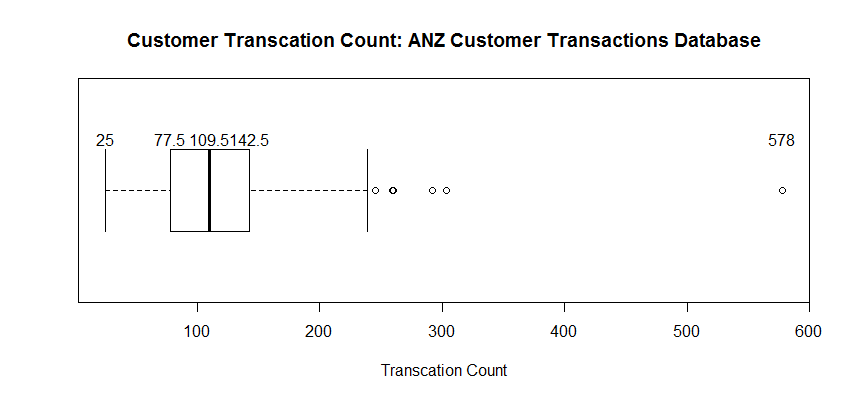 Customer Transcation Count: ANZ Customer Transactions Database
25 77.5 109.5142.5 578
100 200 300 400 500 600
Transcation Count